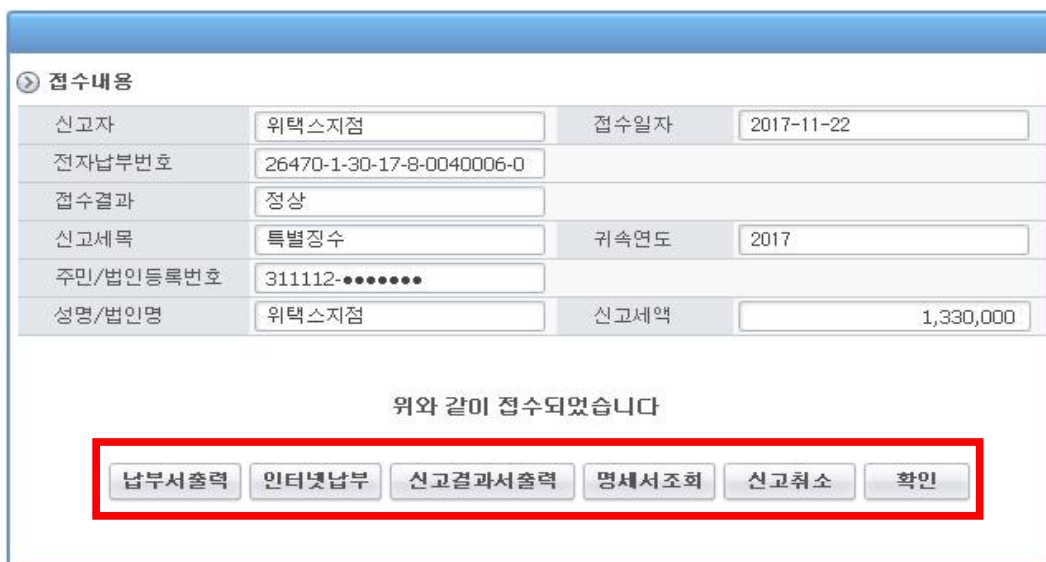 접수내용
신고자 위택스지점 접수일자 2017-11-22
전자납부번호 26470-1-30-17-8-0040006-0
접수결과 정상
신고세목 특별징수 귀속연도 2017
주민/법인등록번호 311112-●●●●●●●
성명/법인명 위택스지점 신고세액 1,330,000
위와 같이 접수되었습니다
납부서출력 인터넷납부 신고결과서출력 명세서조회 신고취소 확인